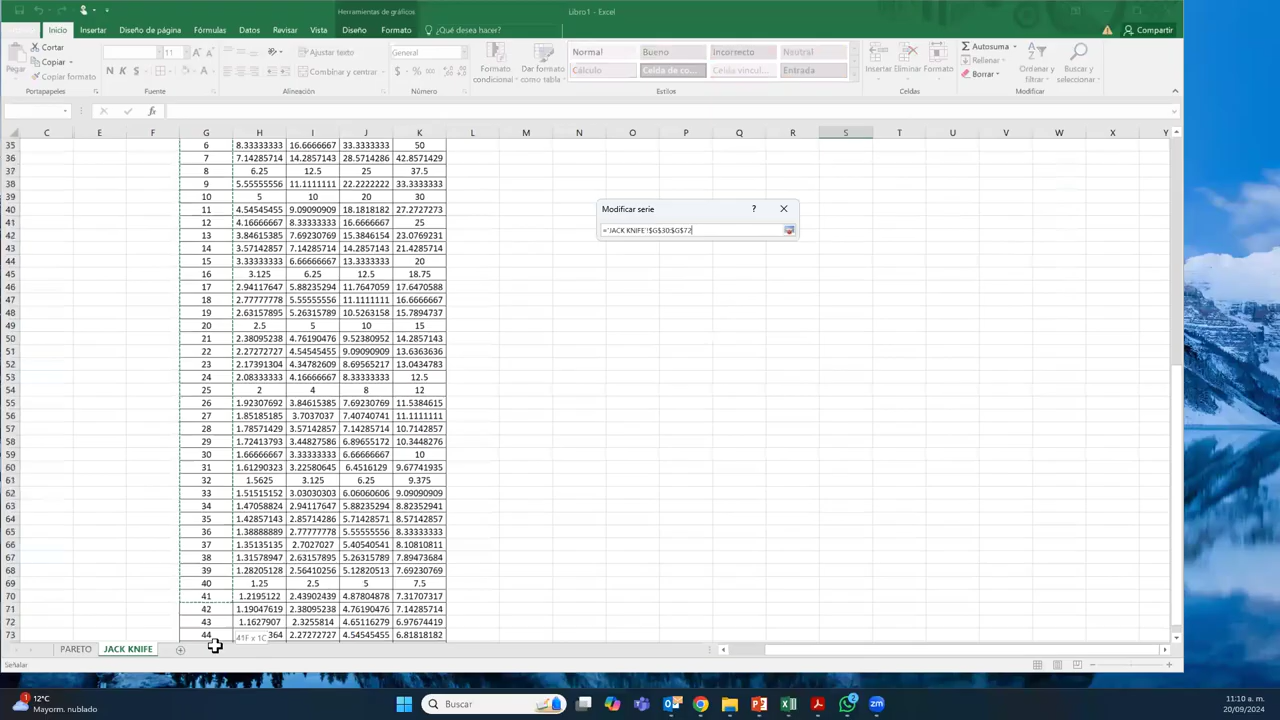 Herramientas de gráficos
Libro1 - Excel
Inicio Insertar Diseño de página Fórmulas Datos Revisar Vista Diseño Formato ¿Qué desea hacer? Compartir
Cortar
Copiar
Copiar formato
Pegar
Portapapeles
11
N K S
Fuente
Ajustar texto
Combinar y centrar
Alineación
General
$ % 
Número
Formato condicional
Dar formato como tabla
Normal Bueno Incorrecto Neutral
Cálculo Celda de co... Celda vincul... Entrada
Estilos
Insertar Eliminar Formato
Celdas
Autosuma
Rellenar
Borrar
Ordenar y filtrar
Buscar y seleccionar
Modificar
fx
C E F G H I J K L M N O P Q R S T U V W X Y
35 6 8.33333333 16.6666667 33.3333333 50
36 7 7.14285714 14.2857143 28.5714286 42.8571429
37 8 6.25 12.5 25 37.5
38 9 5.55555556 11.1111111 22.2222222 33.3333333
39 10 5 10 20 30
40 11 4.54545455 9.09090909 18.1818182 27.2727273
41 12 4.16666667 8.33333333 16.6666667 25
42 13 3.84615385 7.69230769 15.3846154 23.0769231
43 14 3.57142857 7.14285714 14.2857143 21.4285714
44 15 3.33333333 6.66666667 13.3333333 20
45 16 3.125 6.25 12.5 18.75
46 17 2.94117647 5.88235294 11.7647059 17.6470588
47 18 2.77777778 5.55555556 11.1111111 16.6666667
48 19 2.63157895 5.26315789 10.5263158 15.7894737
49 20 2.5 5 10 15
50 21 2.38095238 4.76190476 9.52380952 14.2857143
51 22 2.27272727 4.54545455 9.09090909 13.6363636
52 23 2.17391304 4.34782609 8.69565217 13.0434783
53 24 2.08333333 4.16666667 8.33333333 12.5
54 25 2 4 8 12
55 26 1.92307692 3.84615385 7.69230769 11.5384615
56 27 1.85185185 3.7037037 7.40740741 11.1111111
57 28 1.78571429 3.57142857 7.14285714 10.7142857
58 29 1.72413793 3.44827586 6.89655172 10.3448276
59 30 1.66666667 3.33333333 6.66666667 10
60 31 1.61290323 3.22580645 6.4516129 9.67741935
61 32 1.5625 3.125 6.25 9.375
62 33 1.51515152 3.03030303 6.06060606 9.09090909
63 34 1.47058824 2.94117647 5.88235294 8.82352941
64 35 1.42857143 2.85714286 5.71428571 8.57142857
65 36 1.38888889 2.77777778 5.55555556 8.33333333
66 37 1.35135135 2.7027027 5.40540541 8.10810811
67 38 1.31578947 2.63157895 5.26315789 7.89473684
68 39 1.28205128 2.56410256 5.12820513 7.69230769
69 40 1.25 2.5 5 7.5
70 41 1.2195122 2.43902439 4.87804878 7.31707317
71 42 1.19047619 2.38095238 4.76190476 7.14285714
72 43 1.1627907 2.3255814 4.65116279 6.97674419
73 44 364 2.27272727 4.54545455 6.81818182
41F x 1C
Modificar serie ?
='JACK KNIFE'!$G$30:$G$72
PARETO JACK KNIFE
Señalar
1
12°C
Mayorm. nublado
Buscar
2
11:10 a. m.
20/09/2024